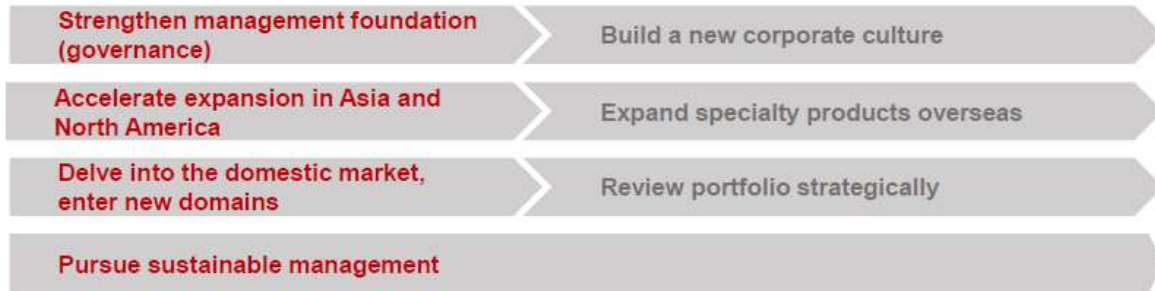 Strengthen management foundation
(governance)
Build a new corporate culture
Accelerate expansion in Asia and
North America
Expand specialty products overseas
Delve into the domestic market,
enter new domains
Review portfolio strategically
Pursue sustainable management